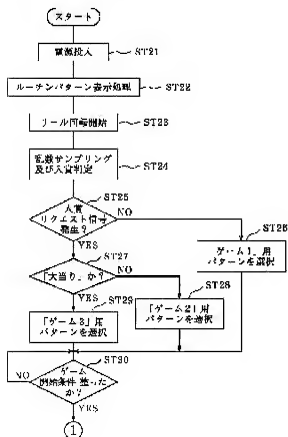 スタート
電源投入
ST21
ルーチンパターン表示処理
ST22
リール回転開始
ST23
乱数サンプリング
及び入賞判定
ST24
ST25
入賞
リクエスト信号
発生?
NO
YES
ST26
「ゲーム1」用
パターンを選択
ST27
「大当り」か?
NO
YES
ST28
「ゲーム2」用
パターンを選択
ST29
「ゲーム3」用
パターンを選択
ST30
ゲーム
開始条件 整ったか
か?
NO
YES
1